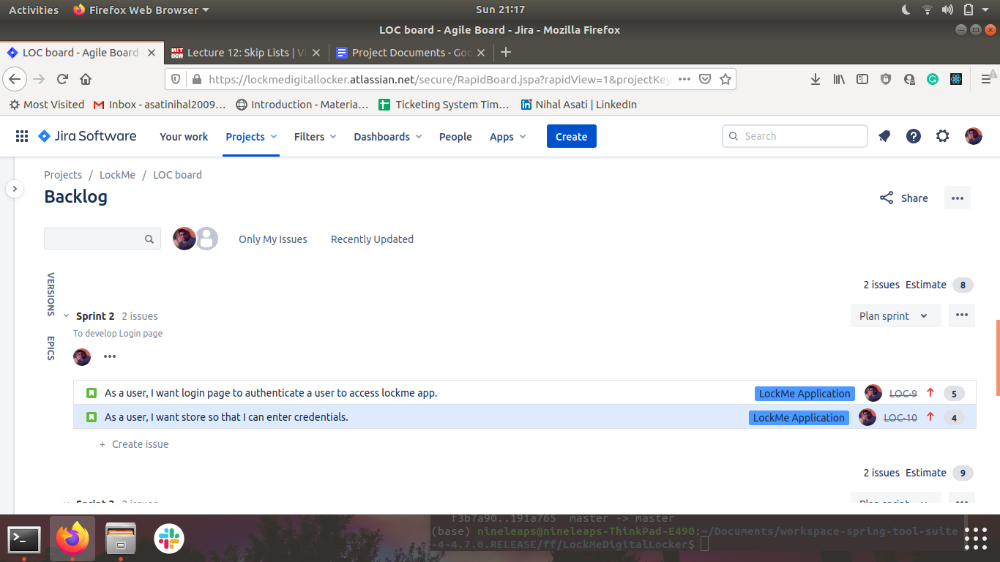 Activities Firefox Web Browser Sun 21:17
LOC board - Agile Board - Jira - Mozilla Firefox
LOC board - Agile Board Lecture 12: Skip Lists | Vi Project Documents - Goo
https://lockmedigitallocker.atlassian.net/secure/RapidBoard.jspa?rapidView=1&projectKey
Most Visited Inbox - asatinihal2009... Introduction - Materia... Ticketing System Tim... Nihal Asati | LinkedIn
Jira Software Your work Projects Filters Dashboards People Apps Create Search
Projects / LockMe / LOC board
Backlog
Share
Only My Issues Recently Updated
VERSIONS
EPICS
2 issues Estimate 8
Sprint 2 2 issues Plan sprint
To develop Login page
As a user, I want login page to authenticate a user to access lockme app. LockMe Application LOC-9 5
As a user, I want store so that I can enter credentials. LockMe Application LOC-10 4
+ Create issue
2 issues Estimate 9
Sprint 3 2 issues Plan sprint
f3b7a90..191a765 master -> master
(base) nineleaps@nineleaps-ThinkPad-E490:~/Documents/workspace-spring-tool-suite
-4-4.7.0.RELEASE/ff/LockMeDigitalLocker$